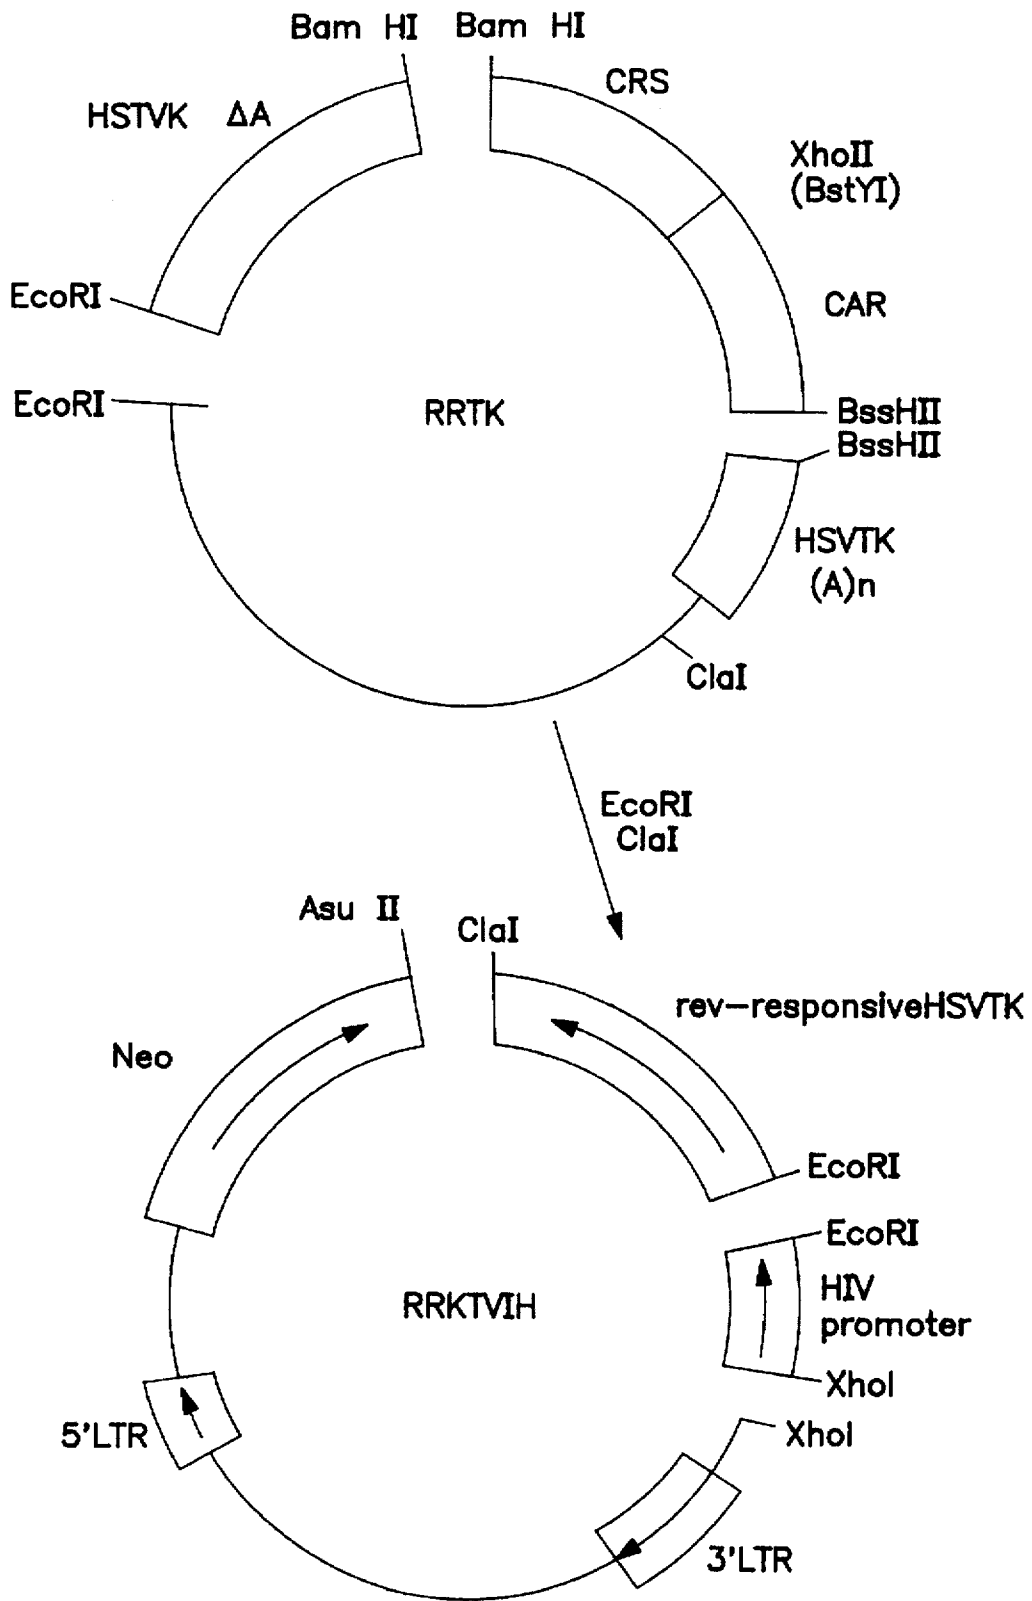 Bam HI
Bam HI
HSTVK ΔA
CRS
XhoII
(BstYI)
EcoRI
CAR
EcoRI
RRTK
BssHII
BssHII
HSVTK
(A)n
ClaI
EcoRI
ClaI
Asu II
ClaI
rev-responsiveHSVTK
Neo
EcoRI
EcoRI
HIV
promoter
RRKTVIH
XhoI
XhoI
5'LTR
3'LTR